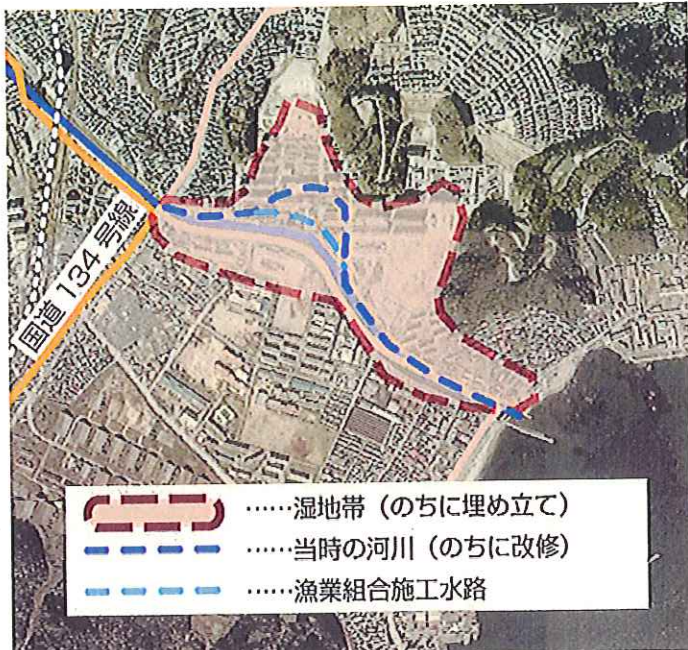 国道134号線
……湿地帯（のちに埋め立て）
……当時の河川（のちに改修）
……漁業組合施工水路